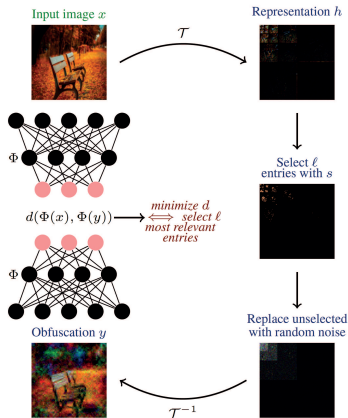 Input image x
𝒯
Representation h
Φ
Select ℓ
entries with s
d(Φ(x), Φ(y))
minimize d
⟺ select ℓ
most relevant
entries
Φ
Replace unselected
with random noise
Obfuscation y
𝒯⁻¹